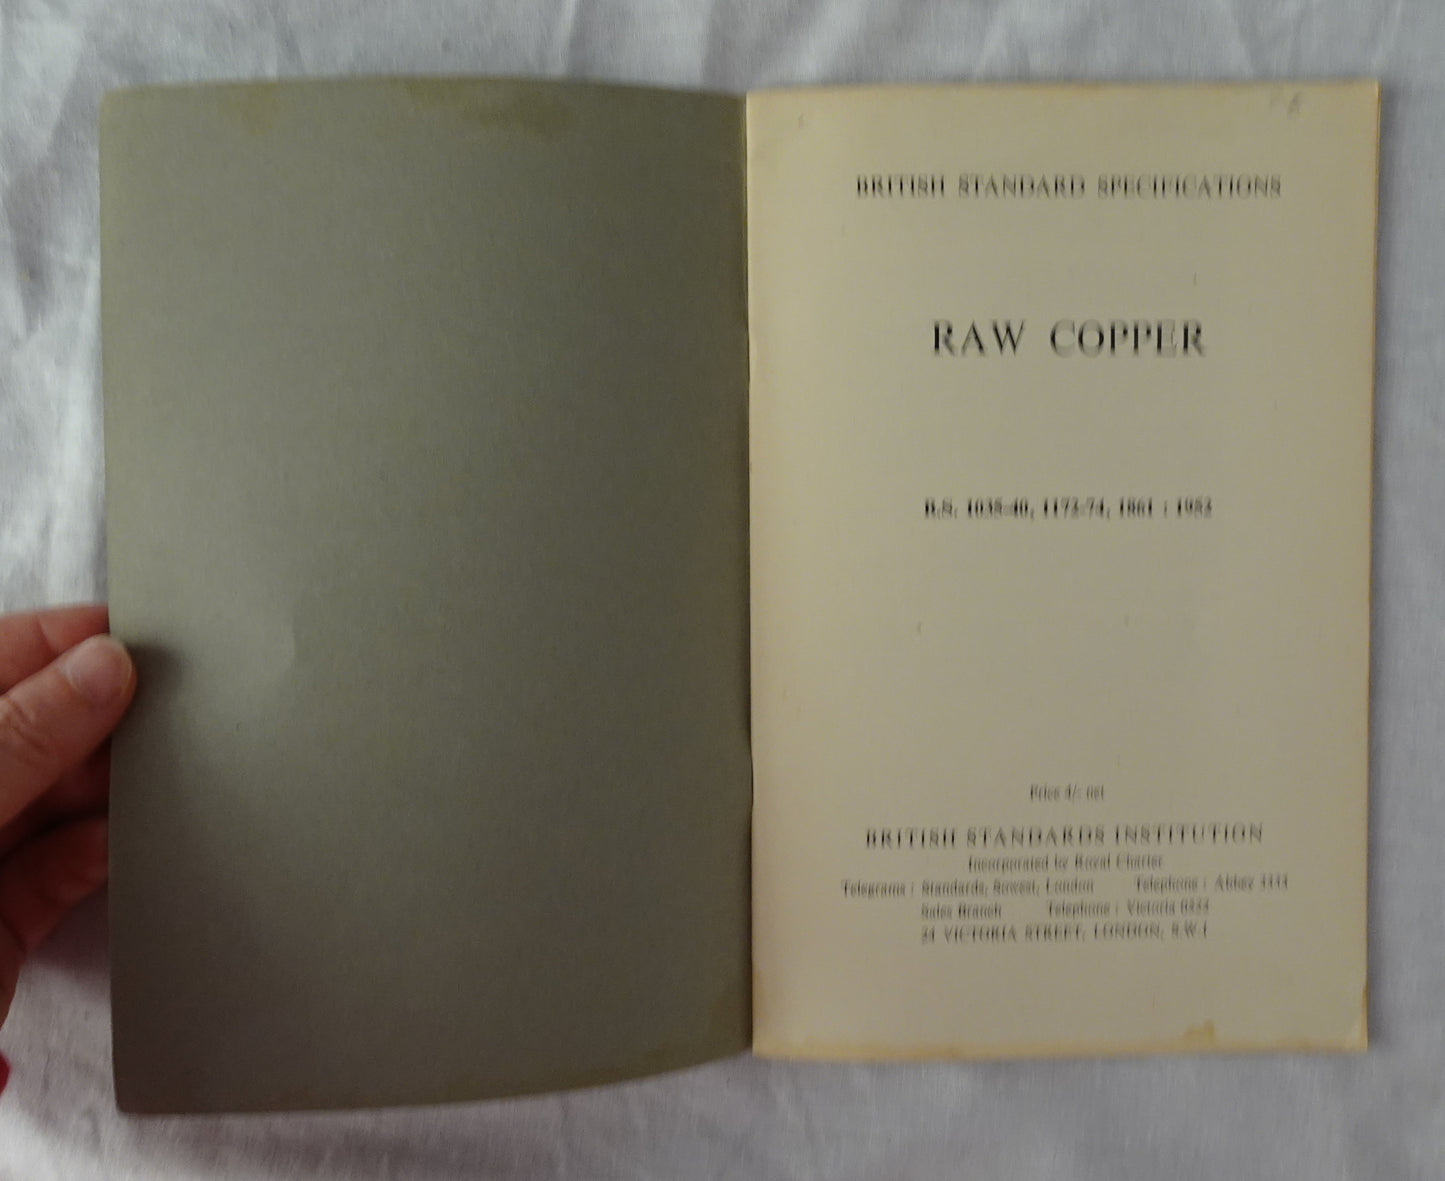 BRITISH STANDARD SPECIFICATIONS
RAW COPPER
B.S. 1035-40, 1172-74, 1861 : 1952
Price 4/- net
BRITISH STANDARDS INSTITUTION
Incorporated by Royal Charter
Telegrams : Standards, Sowest, London Telephone : Abbey 3333
Sales Branch Telephone : Victoria 0522
24 VICTORIA STREET, LONDON, S.W.1